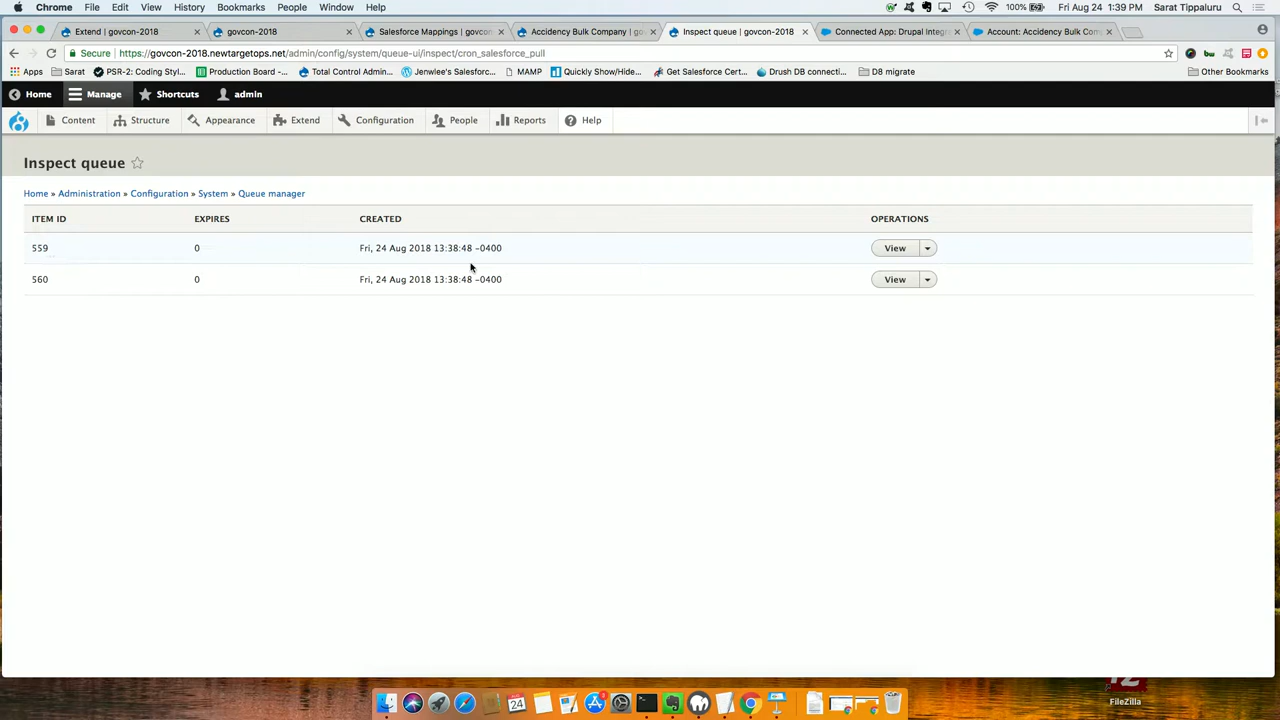 Chrome File Edit View History Bookmarks People Window Help 100% Fri Aug 24 1:39 PM Sarat Tippaluru
Extend | govcon-2018 govcon-2018 Salesforce Mappings | govcon Accidency Bulk Company | go Inspect queue | govcon-2018 Connected App: Drupal Integr Account: Accidency Bulk Com
Secure https://govcon-2018.newtargetops.net/admin/config/system/queue-ui/inspect/cron_salesforce_pull
Apps Sarat PSR-2: Coding Styl... Production Board -... Total Control Admin... Jenwlee's Salesforce... MAMP Quickly Show/Hide... Get Salesforce Cert... Drush DB connecti... D8 migrate Other Bookmarks
Home Manage Shortcuts admin
Content Structure Appearance Extend Configuration People Reports Help
Inspect queue
Home » Administration » Configuration » System » Queue manager
ITEM ID EXPIRES CREATED OPERATIONS
559 0 Fri, 24 Aug 2018 13:38:48 -0400 View
560 0 Fri, 24 Aug 2018 13:38:48 -0400 View
24
FileZilla